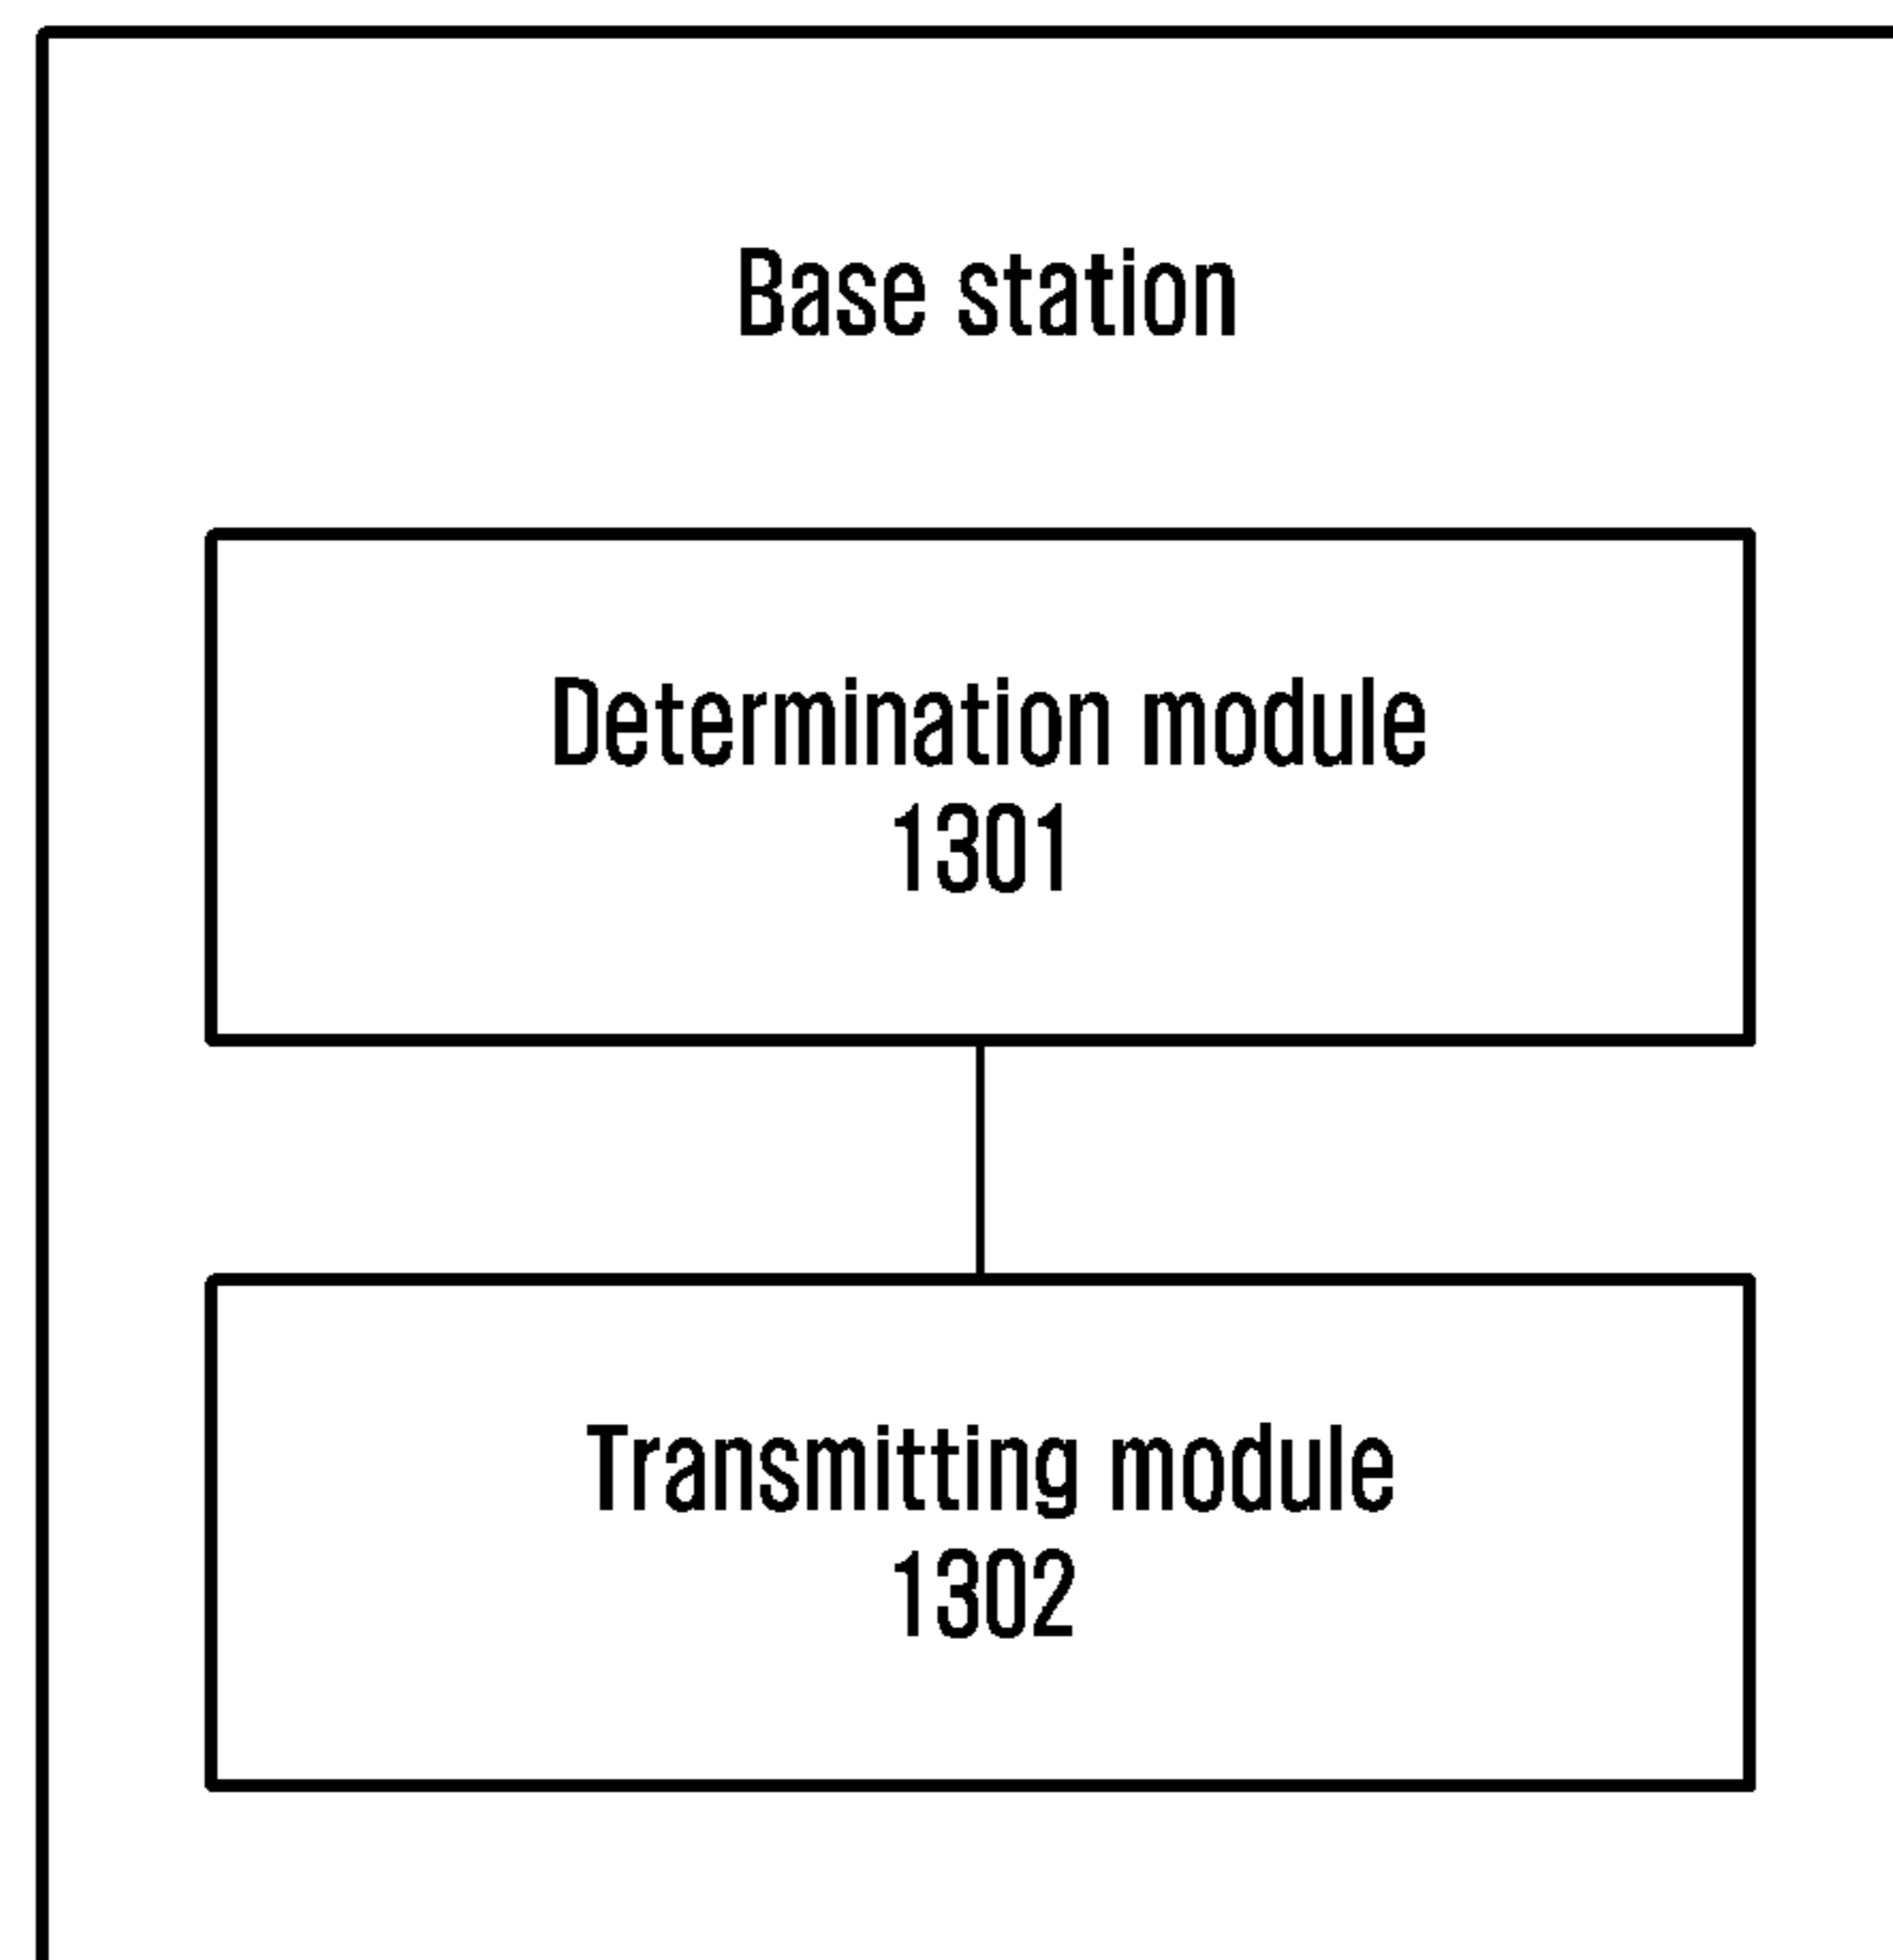 Base station
Determination module
1301
Transmitting module
1302